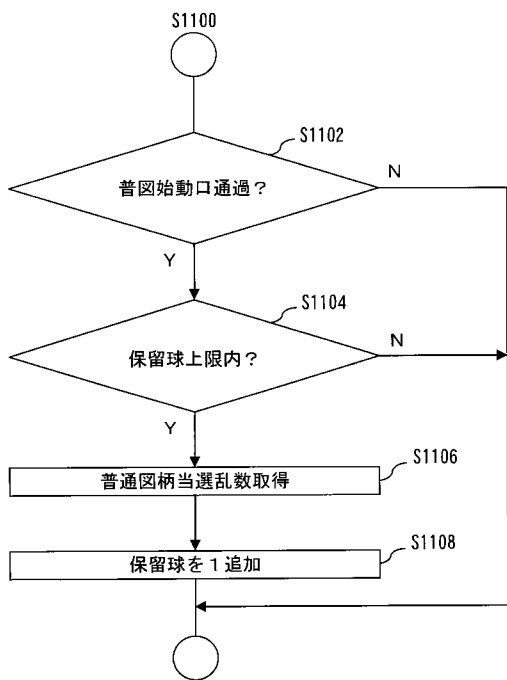 S1100
S1102
普図始動口通過？
N
Y
S1104
保留球上限内？
N
Y
S1106
普通図柄当選乱数取得
S1108
保留球を１追加